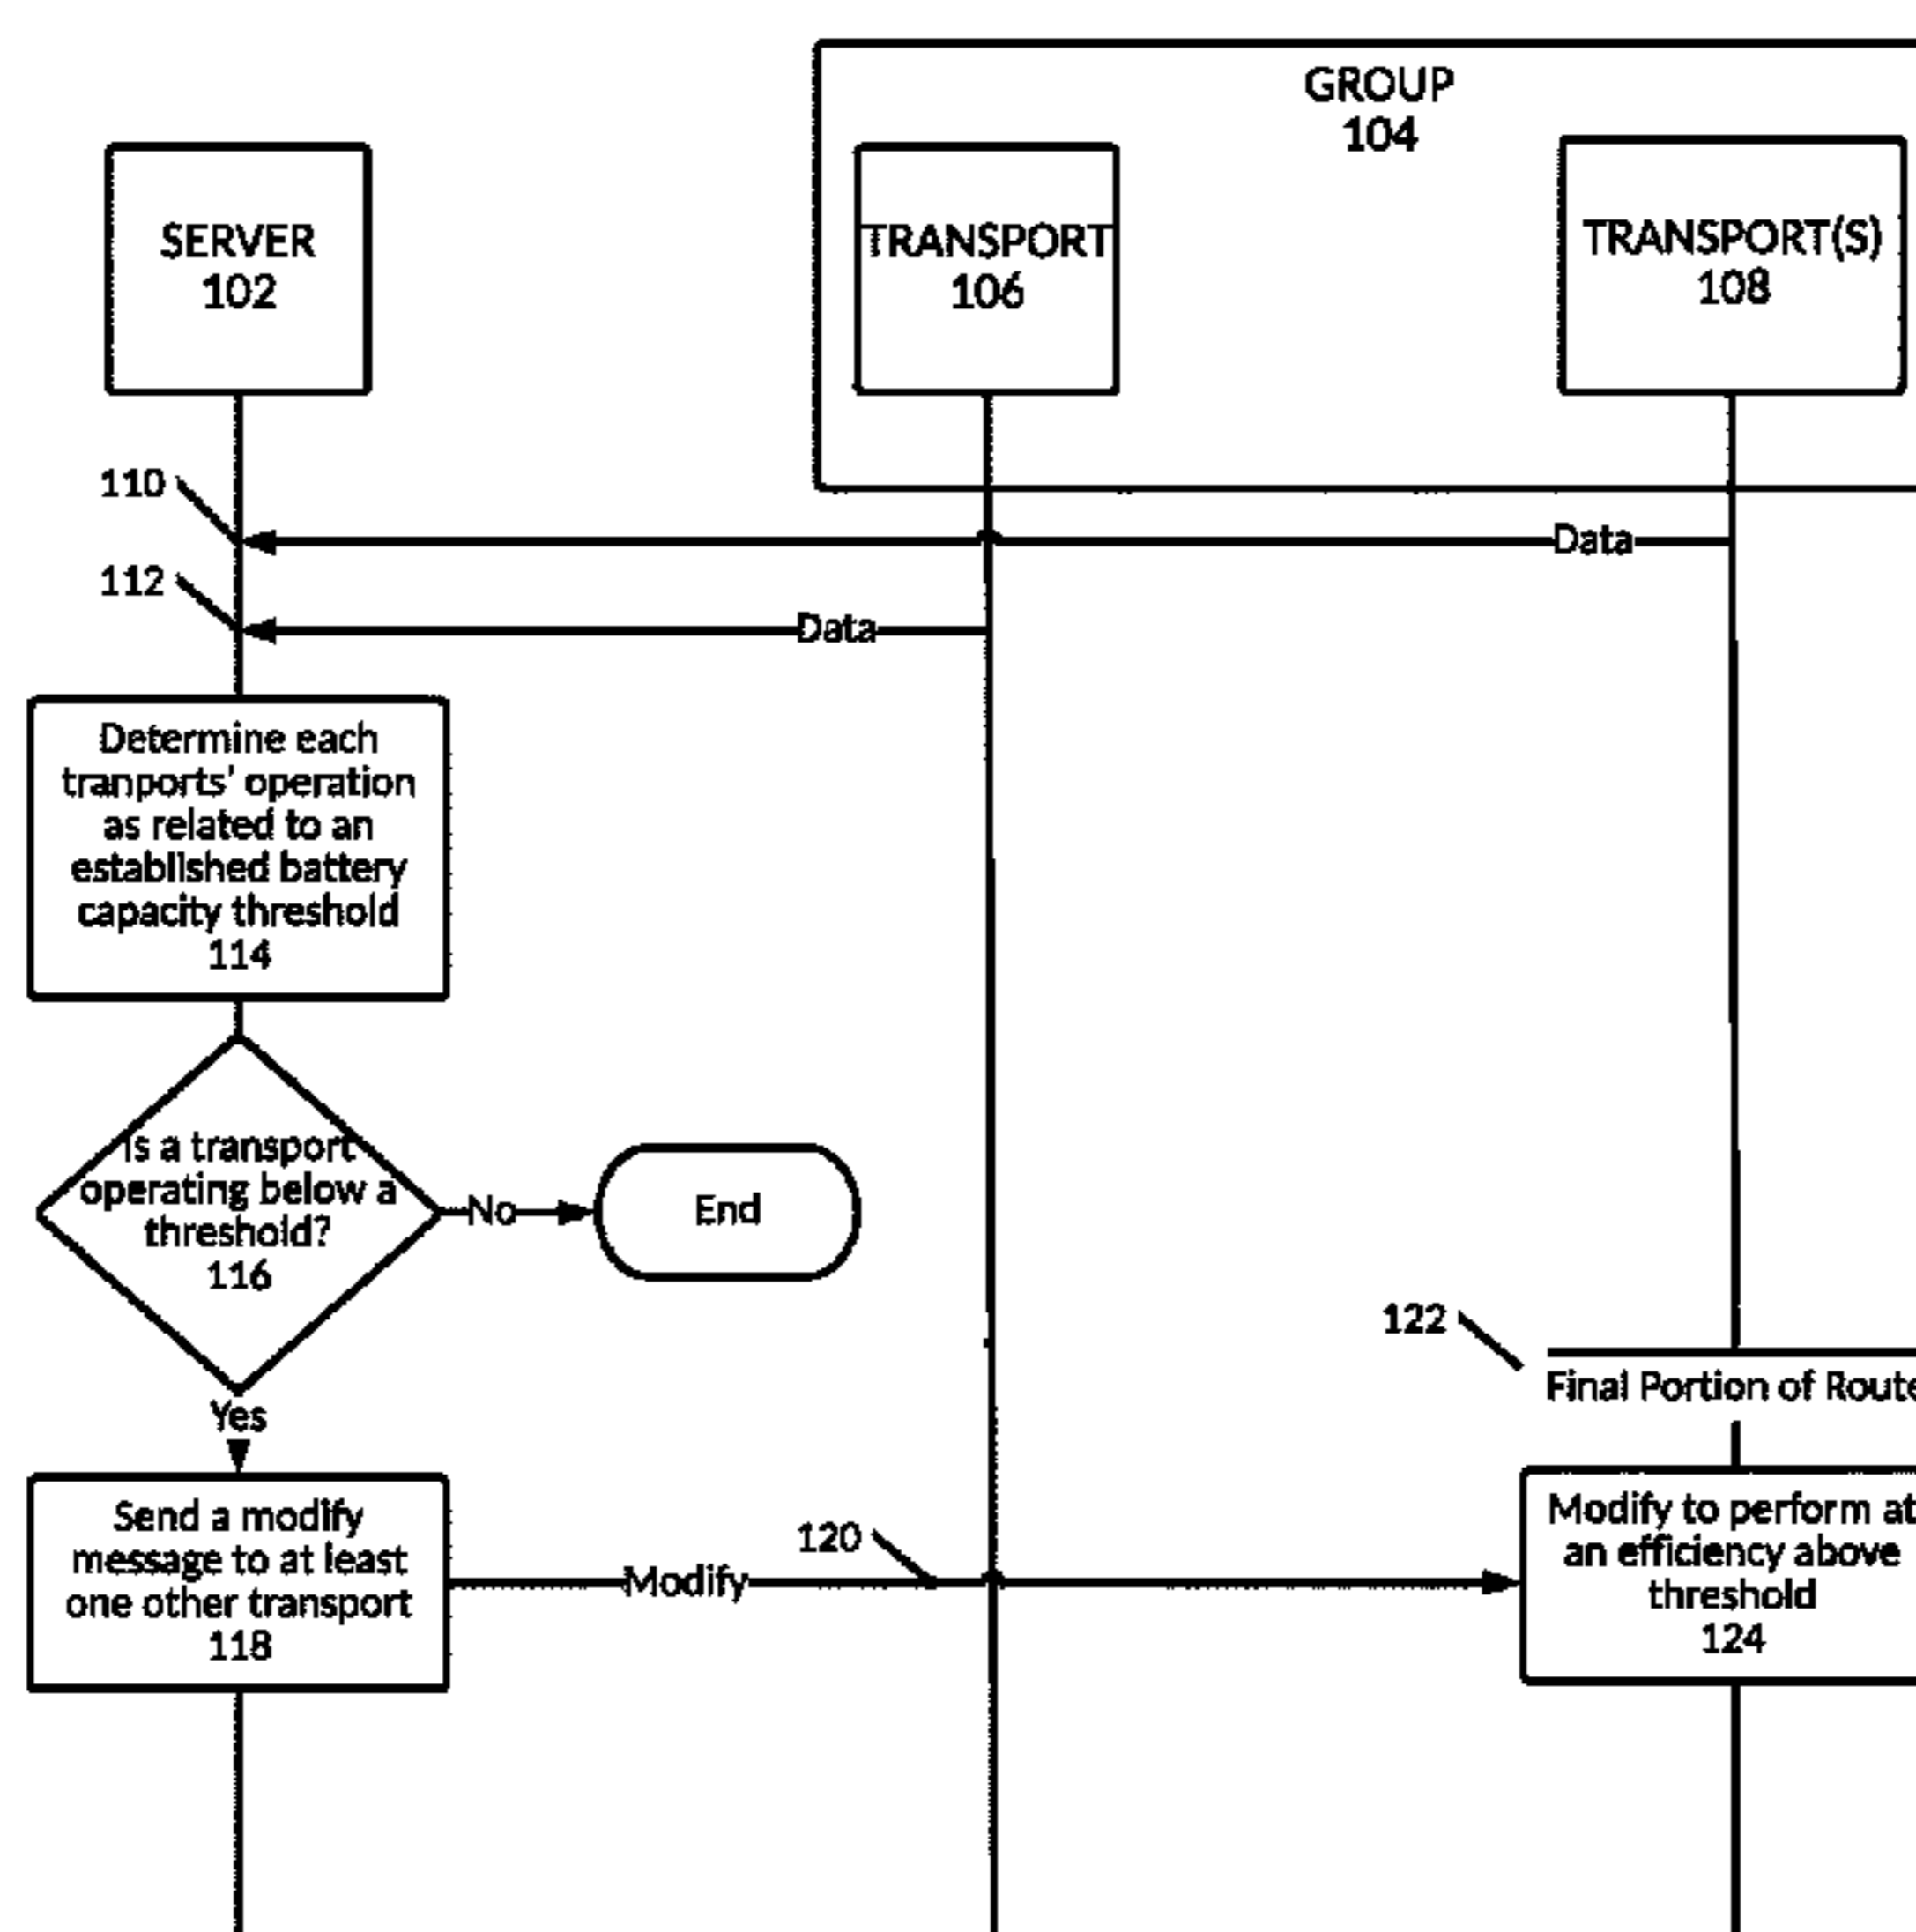 GROUP
104
SERVER
102
TRANSPORT
106
TRANSPORT(S)
108
110
Data
112
Data
Determine each
tranports' operation
as related to an
established battery
capacity threshold
114
Is a transport
operating below a
threshold?
116
No
End
Yes
122
Final Portion of Route
Send a modify
message to at least
one other transport
118
Modify
120
Modify to perform at
an efficiency above
threshold
124